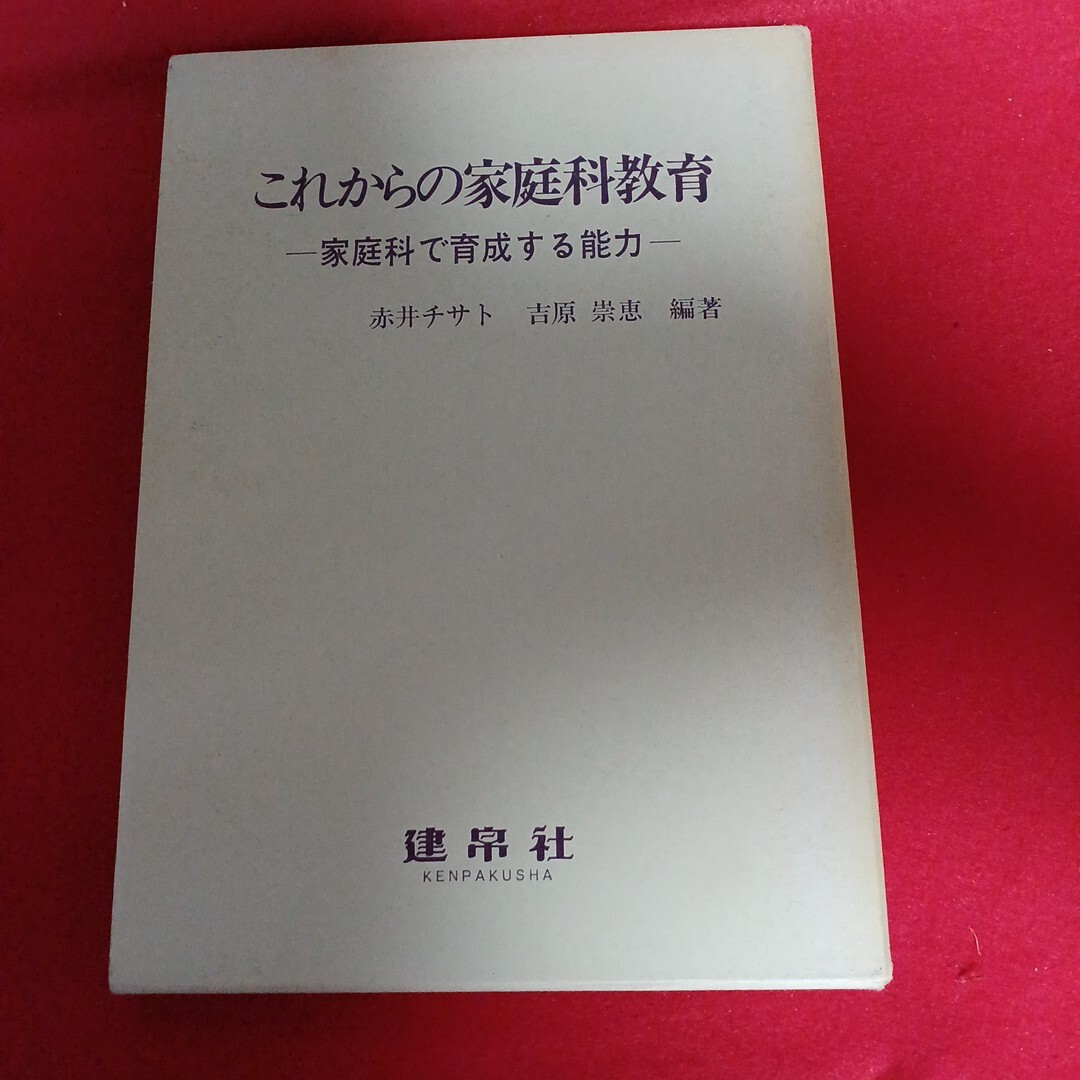 これからの家庭科教育
―家庭科で育成する能力―
赤井チサト 吉原 崇恵 編著
建帛社
KENPAKUSHA